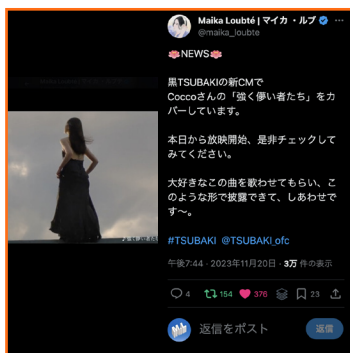 Maika Loubté | マイカ・ルブ
@maika_loubte
🪷NEWS🪷
黒TSUBAKIの新CMで
Coccoさんの「強く儚い者たち」をカ
バーしています。
本日から放映開始、是非チェックして
みてください。
大好きなこの曲を歌わせてもらい、こ
のような形で披露できて、しあわせで
す〜。
#TSUBAKI @TSUBAKI_ofc
午後7:44 · 2023年11月20日 · 3万 件の表示
4 154 376 23
返信をポスト 返信